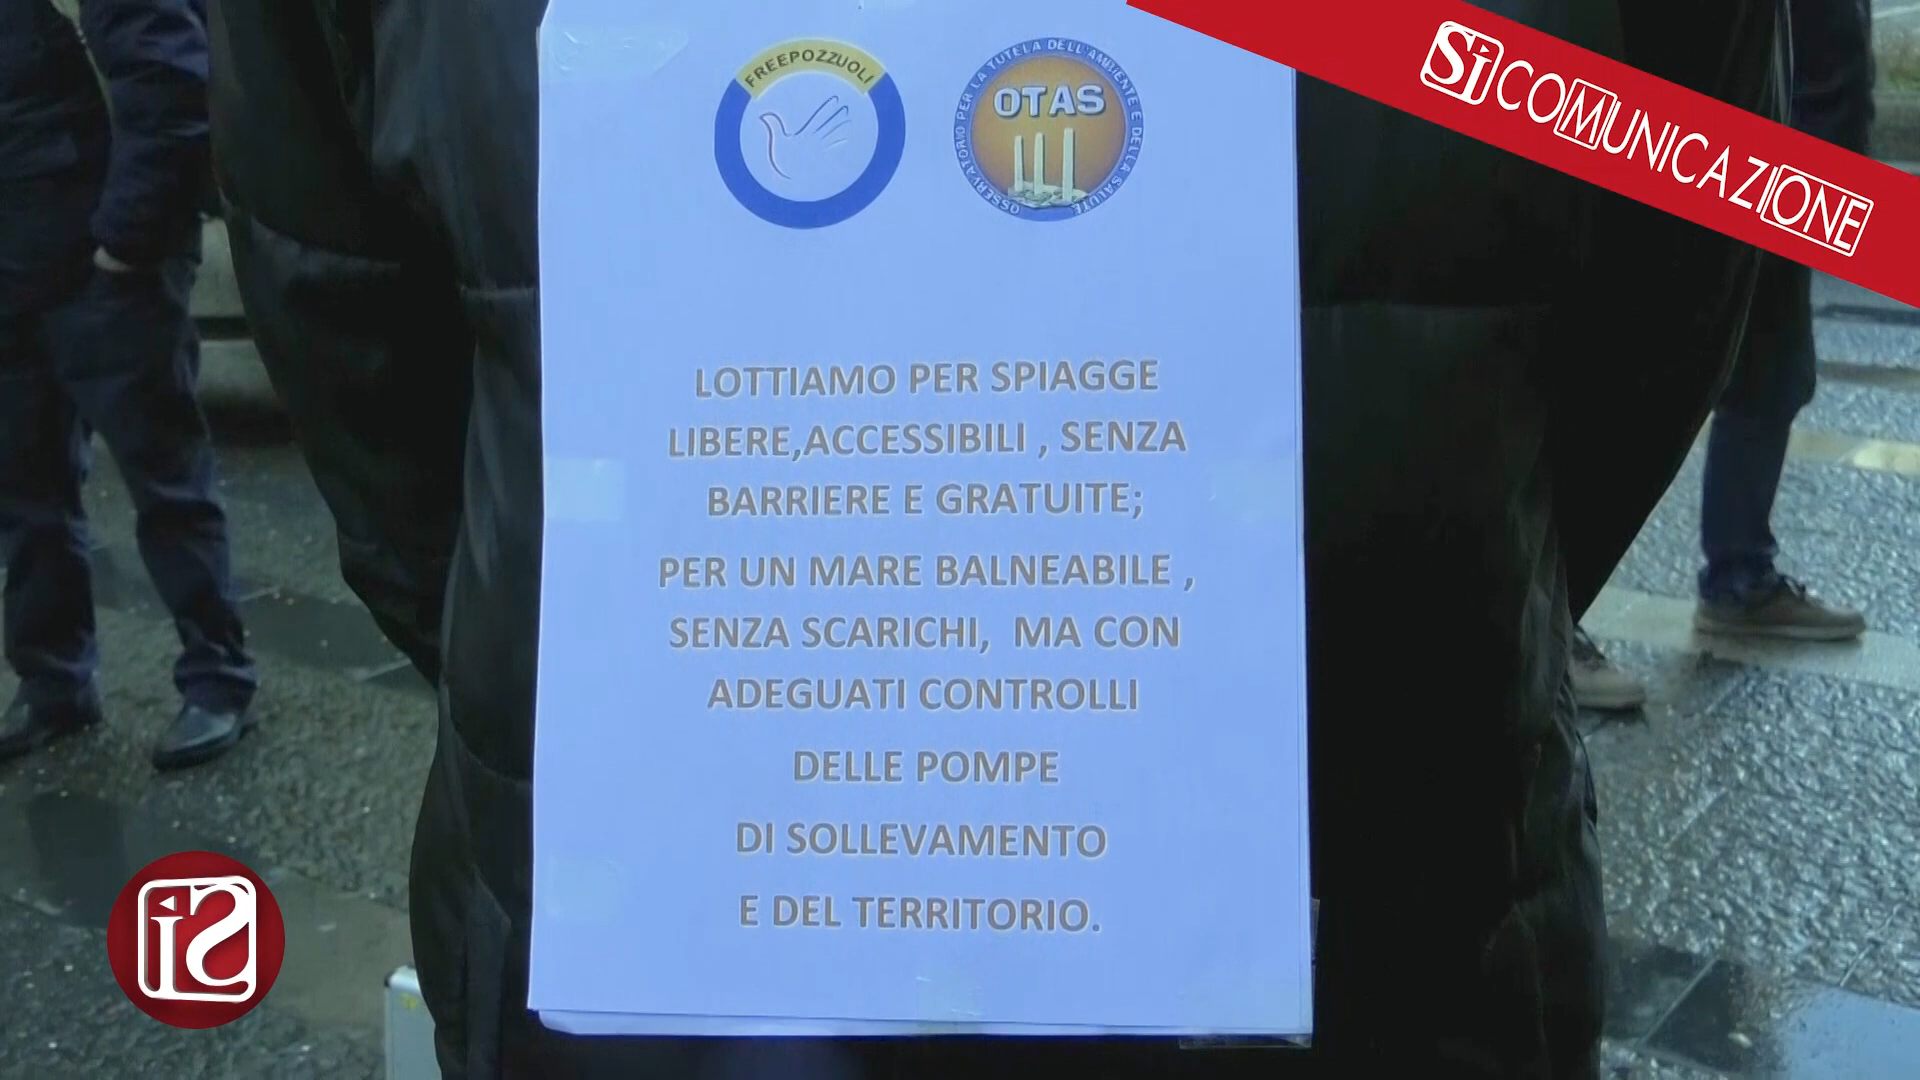 FREEPOZZUOLI
OSSERVATORIO PER LA TUTELA DELL'AMBIENTE E DELLA SALUTE
OTAS
SiCOMUNICAZIONE
LOTTIAMO PER SPIAGGE
LIBERE,ACCESSIBILI , SENZA
BARRIERE E GRATUITE;
PER UN MARE BALNEABILE ,
SENZA SCARICHI, MA CON
ADEGUATI CONTROLLI
DELLE POMPE
DI SOLLEVAMENTO
E DEL TERRITORIO.
iS